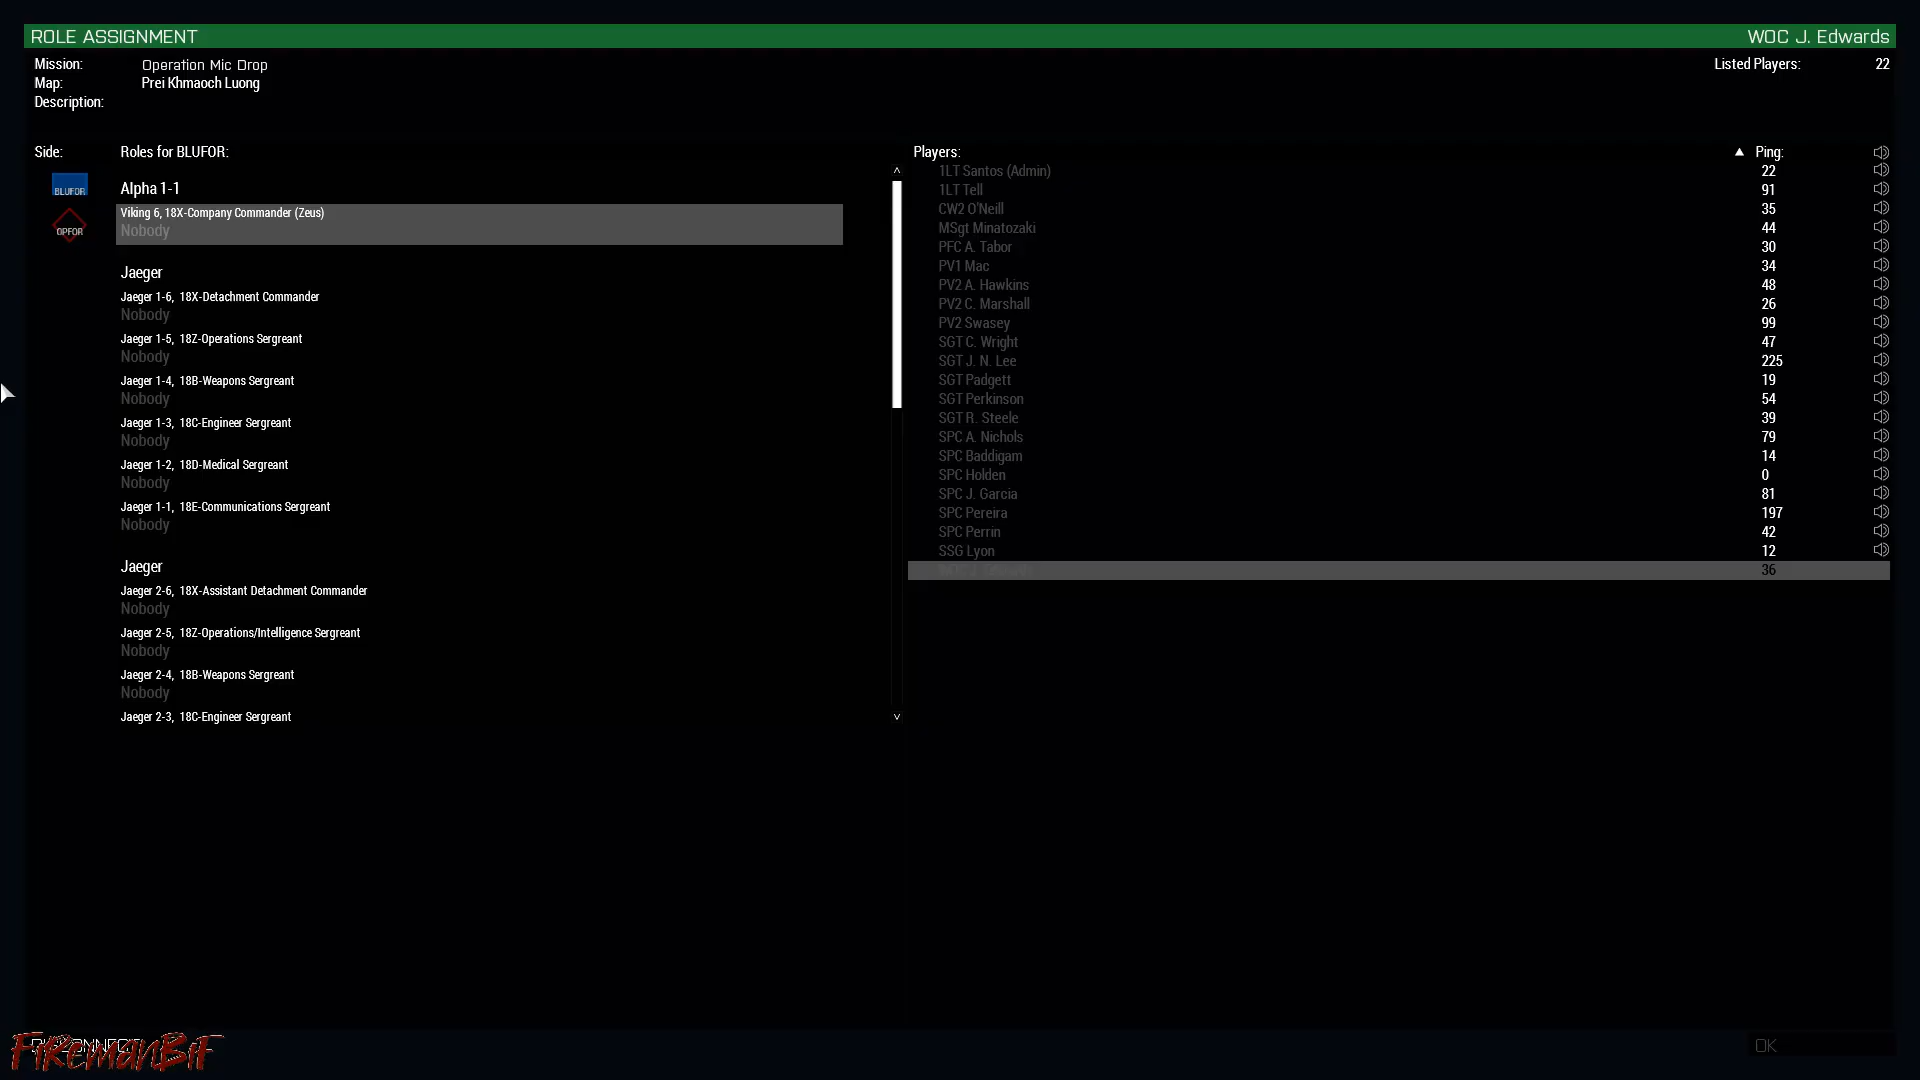 ROLE ASSIGNMENT WOC J. Edwards
Mission: Operation Mic Drop Listed Players: 22
Map: Prei Khmaoch Luong
Description:
Side: Roles for BLUFOR: Players: ▲ Ping:
BLUFOR
OPFOR
Alpha 1-1
Viking 6, 18X-Company Commander (Zeus)
Nobody
Jaeger
Jaeger 1-6, 18X-Detachment Commander
Nobody
Jaeger 1-5, 18Z-Operations Sergreant
Nobody
Jaeger 1-4, 18B-Weapons Sergreant
Nobody
Jaeger 1-3, 18C-Engineer Sergreant
Nobody
Jaeger 1-2, 18D-Medical Sergreant
Nobody
Jaeger 1-1, 18E-Communications Sergreant
Nobody
Jaeger
Jaeger 2-6, 18X-Assistant Detachment Commander
Nobody
Jaeger 2-5, 18Z-Operations/Intelligence Sergreant
Nobody
Jaeger 2-4, 18B-Weapons Sergreant
Nobody
Jaeger 2-3, 18C-Engineer Sergreant
1LT Santos (Admin) 22
1LT Tell 91
CW2 O'Neill 35
MSgt Minatozaki 44
PFC A. Tabor 30
PV1 Mac 34
PV2 A. Hawkins 48
PV2 C. Marshall 26
PV2 Swasey 99
SGT C. Wright 47
SGT J. N. Lee 225
SGT Padgett 19
SGT Perkinson 54
SGT R. Steele 39
SPC A. Nichols 79
SPC Baddigam 14
SPC Holden 0
SPC J. Garcia 81
SPC Pereira 197
SPC Perrin 42
SSG Lyon 12
36
FiremanBiF
OK